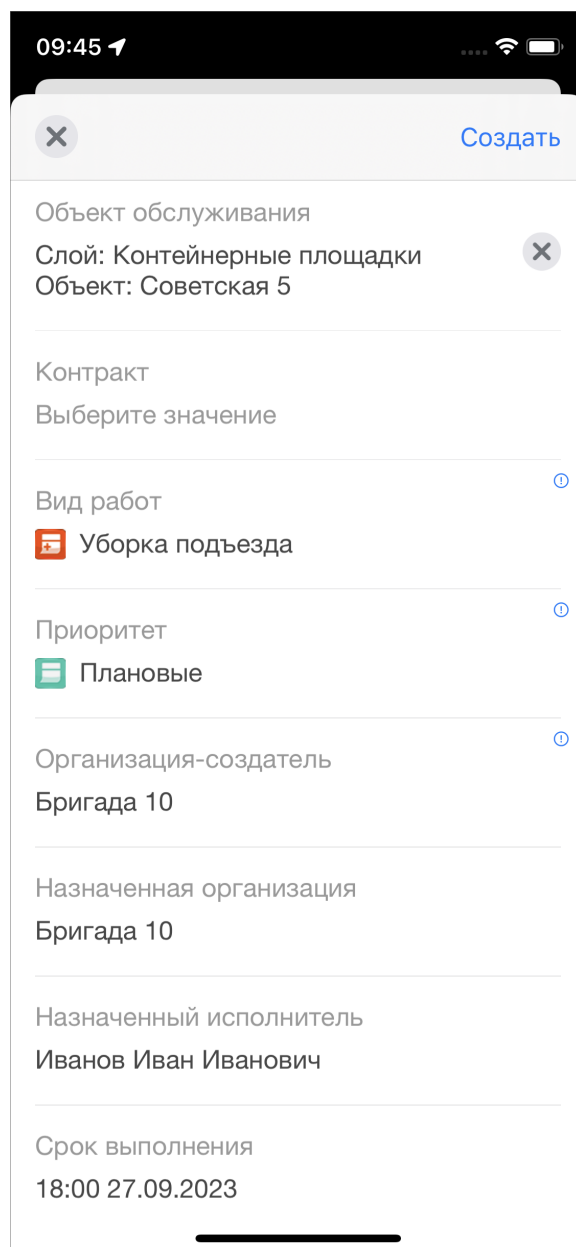 09:45
Создать
Объект обслуживания
Слой: Контейнерные площадки
Объект: Советская 5
Контракт
Выберите значение
Вид работ
Уборка подъезда
Приоритет
Плановые
Организация-создатель
Бригада 10
Назначенная организация
Бригада 10
Назначенный исполнитель
Иванов Иван Иванович
Срок выполнения
18:00 27.09.2023